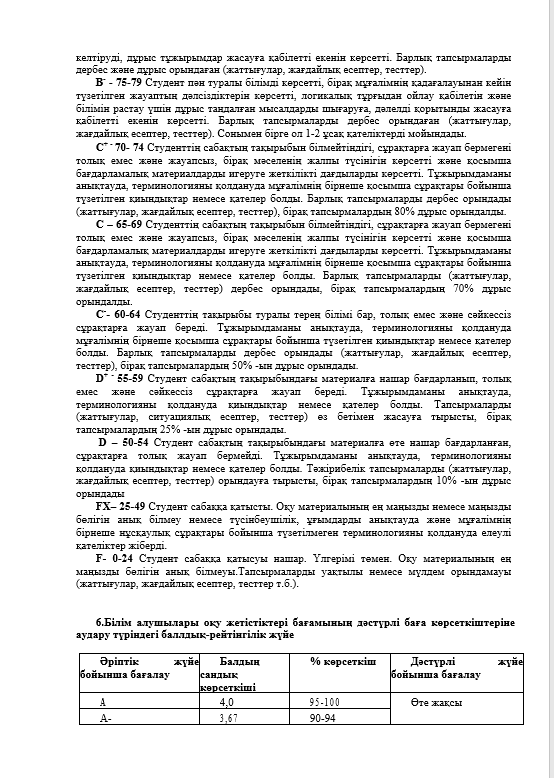 келтіруді, дұрыс тұжырымдар жасауға қабілетті екенін көрсетті. Барлық тапсырмаларды
дербес және дұрыс орындаған (жаттығулар, жағдайлық есептер, тесттер).
B- - 75-79 Студент пән туралы білімді көрсетті, бірақ мұғалімнің қадағалауынан кейін
түзетілген жауаптың дәлсіздіктерін көрсетті, логикалық тұрғыдан ойлау қабілетін және
білімін растау үшін дұрыс таңдалған мысалдарды шығаруға, дәлелді қорытынды жасауға
қабілетті екенін көрсетті. Барлық тапсырмаларды дербес орындаған (жаттығулар,
жағдайлық есептер, тесттер). Сонымен бірге ол 1-2 ұсақ қателіктерді мойындады.
C+ - 70- 74 Студенттің сабақтың тақырыбын білмейтіндігі, сұрақтарға жауап бермегені
толық емес және жауапсыз, бірақ мәселенің жалпы түсінігін көрсетті және қосымша
бағдарламалық материалдарды игеруге жеткілікті дағдыларды көрсетті. Тұжырымдаманы
анықтауда, терминологияны қолдануда мұғалімнің бірнеше қосымша сұрақтары бойынша
түзетілген қиындықтар немесе қателер болды. Барлық тапсырмаларды дербес орындады
(жаттығулар, жағдайлық есептер, тесттер), бірақ тапсырмалардың 80% дұрыс орындалды.
C – 65-69 Студенттің сабақтың тақырыбын білмейтіндігі, сұрақтарға жауап бермегені
толық емес және жауапсыз, бірақ мәселенің жалпы түсінігін көрсетті және қосымша
бағдарламалық материалдарды игеруге жеткілікті дағдыларды көрсетті. Тұжырымдаманы
анықтауда, терминологияны қолдануда мұғалімнің бірнеше қосымша сұрақтары бойынша
түзетілген қиындықтар немесе қателер болды. Барлық тапсырмаларды (жаттығулар,
жағдайлық есептер, тесттер) дербес орындады, бірақ тапсырмалардың 70% дұрыс
орындалды.
C-- 60-64 Студенттің тақырыбы туралы терең білімі бар, толық емес және сәйкессіз
сұрақтарға жауап береді. Тұжырымдаманы анықтауда, терминологияны қолдануда
мұғалімнің бірнеше қосымша сұрақтары бойынша түзетілген қиындықтар немесе қателер
болды. Барлық тапсырмаларды дербес орындады (жаттығулар, жағдайлық есептер,
тесттер), бірақ тапсырмалардың 50% -ын дұрыс орындады.
D+ - 55-59 Студент сабақтың тақырыбындағы материалға нашар бағдарланып, толық
емес және сәйкессіз сұрақтарға жауап береді. Тұжырымдаманы анықтауда,
терминологияны қолдануда қиындықтар немесе қателер болды. Тапсырмаларды
(жаттығулар, ситуациялық есептер, тесттер) өз бетімен жасауға тырысты, бірақ
тапсырмалардың 25% -ын дұрыс орындады.
D – 50-54 Студент сабақтың тақырыбындағы материалға өте нашар бағдарланған,
сұрақтарға толық жауап бермейді. Тұжырымдаманы анықтауда, терминологияны
қолдануда қиындықтар немесе қателер болды. Тәжірибелік тапсырмаларды (жаттығулар,
жағдайлық есептер, тесттер) орындауға тырысты, бірақ тапсырмалардың 10% -ын дұрыс
орындады
FX– 25-49 Студент сабаққа қатысты. Оқу материалының ең маңызды немесе маңызды
бөлігін анық білмеу немесе түсінбеушілік, ұғымдарды анықтауда және мұғалімнің
бірнеше нұсқаулық сұрақтары бойынша түзетілмеген терминологияны қолдануда елеулі
қателіктер жіберді.
F- 0-24 Студент сабаққа қатысуы нашар. Үлгерімі төмен. Оқу материалының ең
маңызды бөлігін анық білмеуы.Тапсырмаларды уақтылы немесе мүлдем орындамауы
(жаттығулар, жағдайлық есептер, тесттер т.б.).
6.Білім алушылары оқу жетістіктері бағамының дәстүрлі баға көрсеткіштеріне
аудару түріндегі балллдық-рейтінгілік жүйе
Әріптік жүйе бойынша бағалау
Балдың сандық көрсеткіші
% көрсеткіш
Дәстүрлі жүйе бойынша бағалау
A 4,0 95-100 Өте жақсы
A- 3,67 90-94